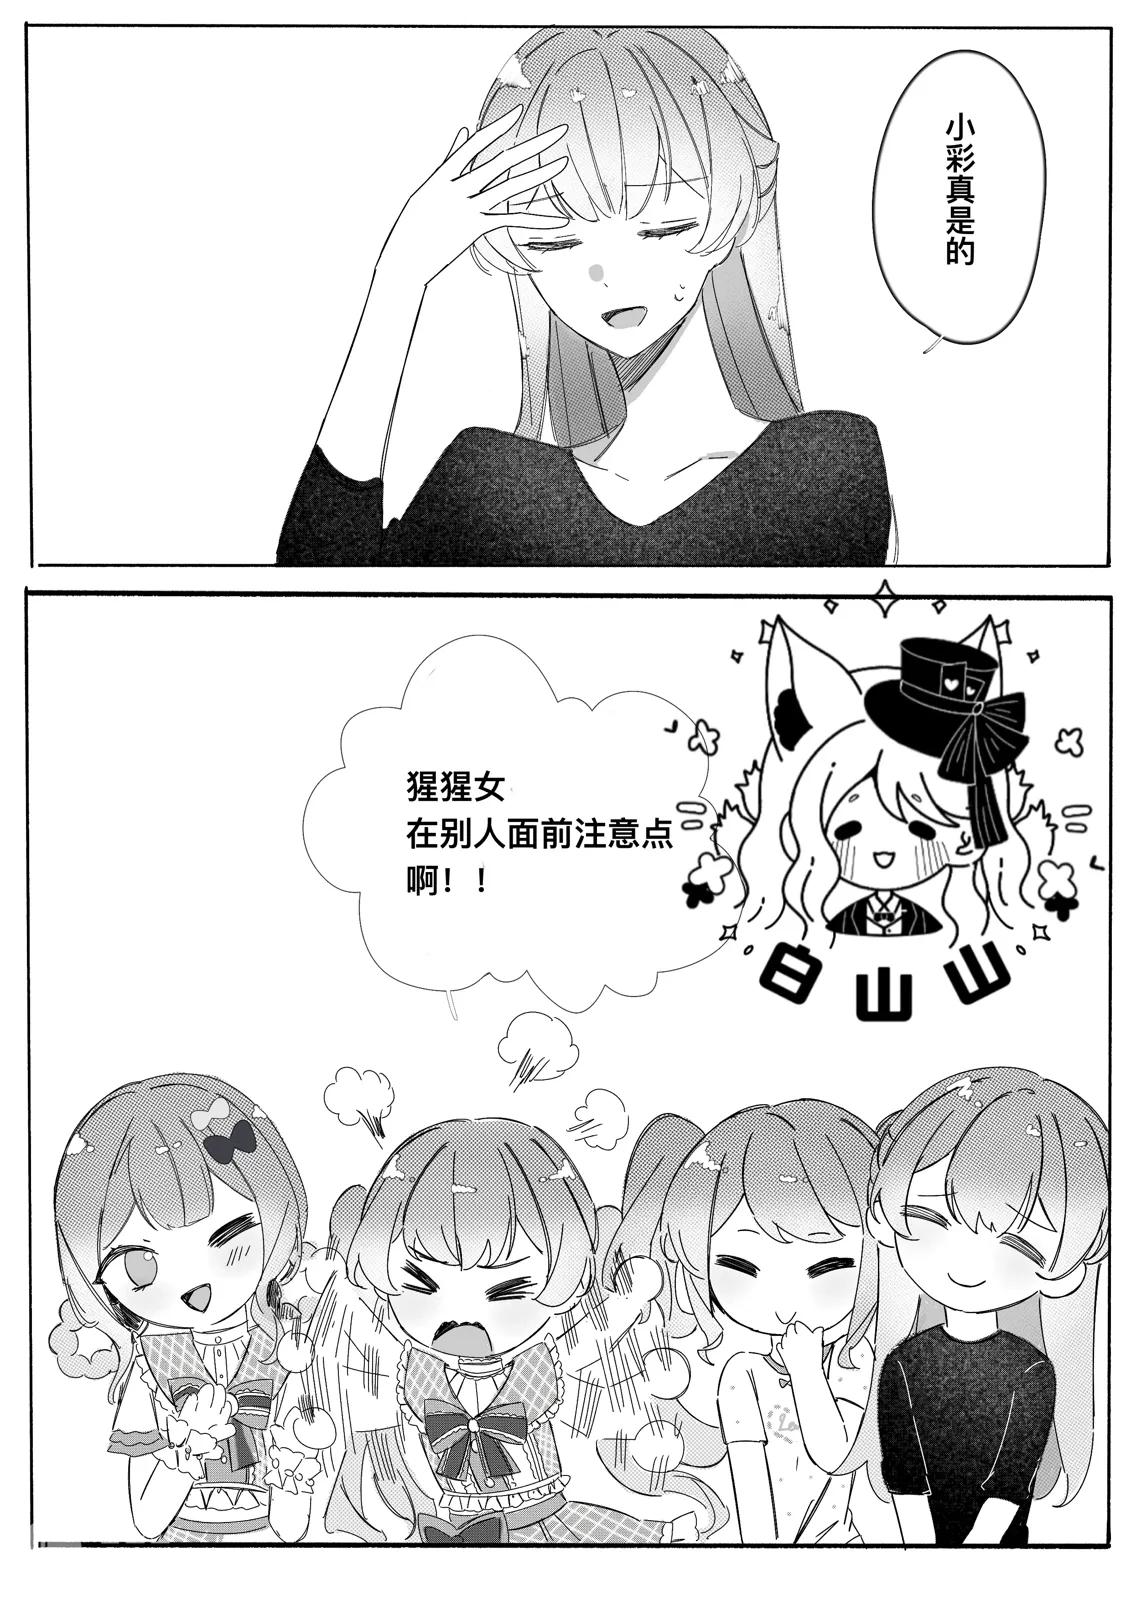 小彩真是的
猩猩女
在别人面前注意点
啊！！
白山山